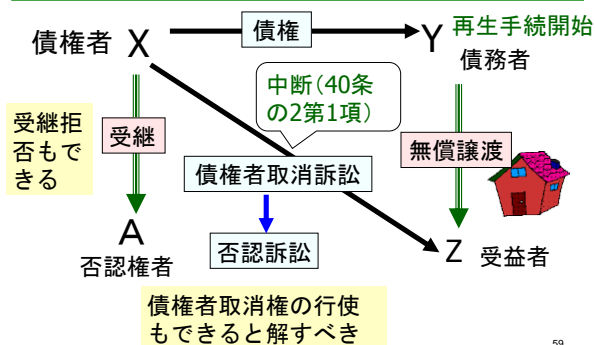 債権者 X
債権
Y 再生手続開始
債務者
中断(40条
の2第1項)
受継拒
否もで
きる
受継
無償譲渡
債権者取消訴訟
A
否認権者
否認訴訟
Z 受益者
債権者取消権の行使
もできると解すべき
59